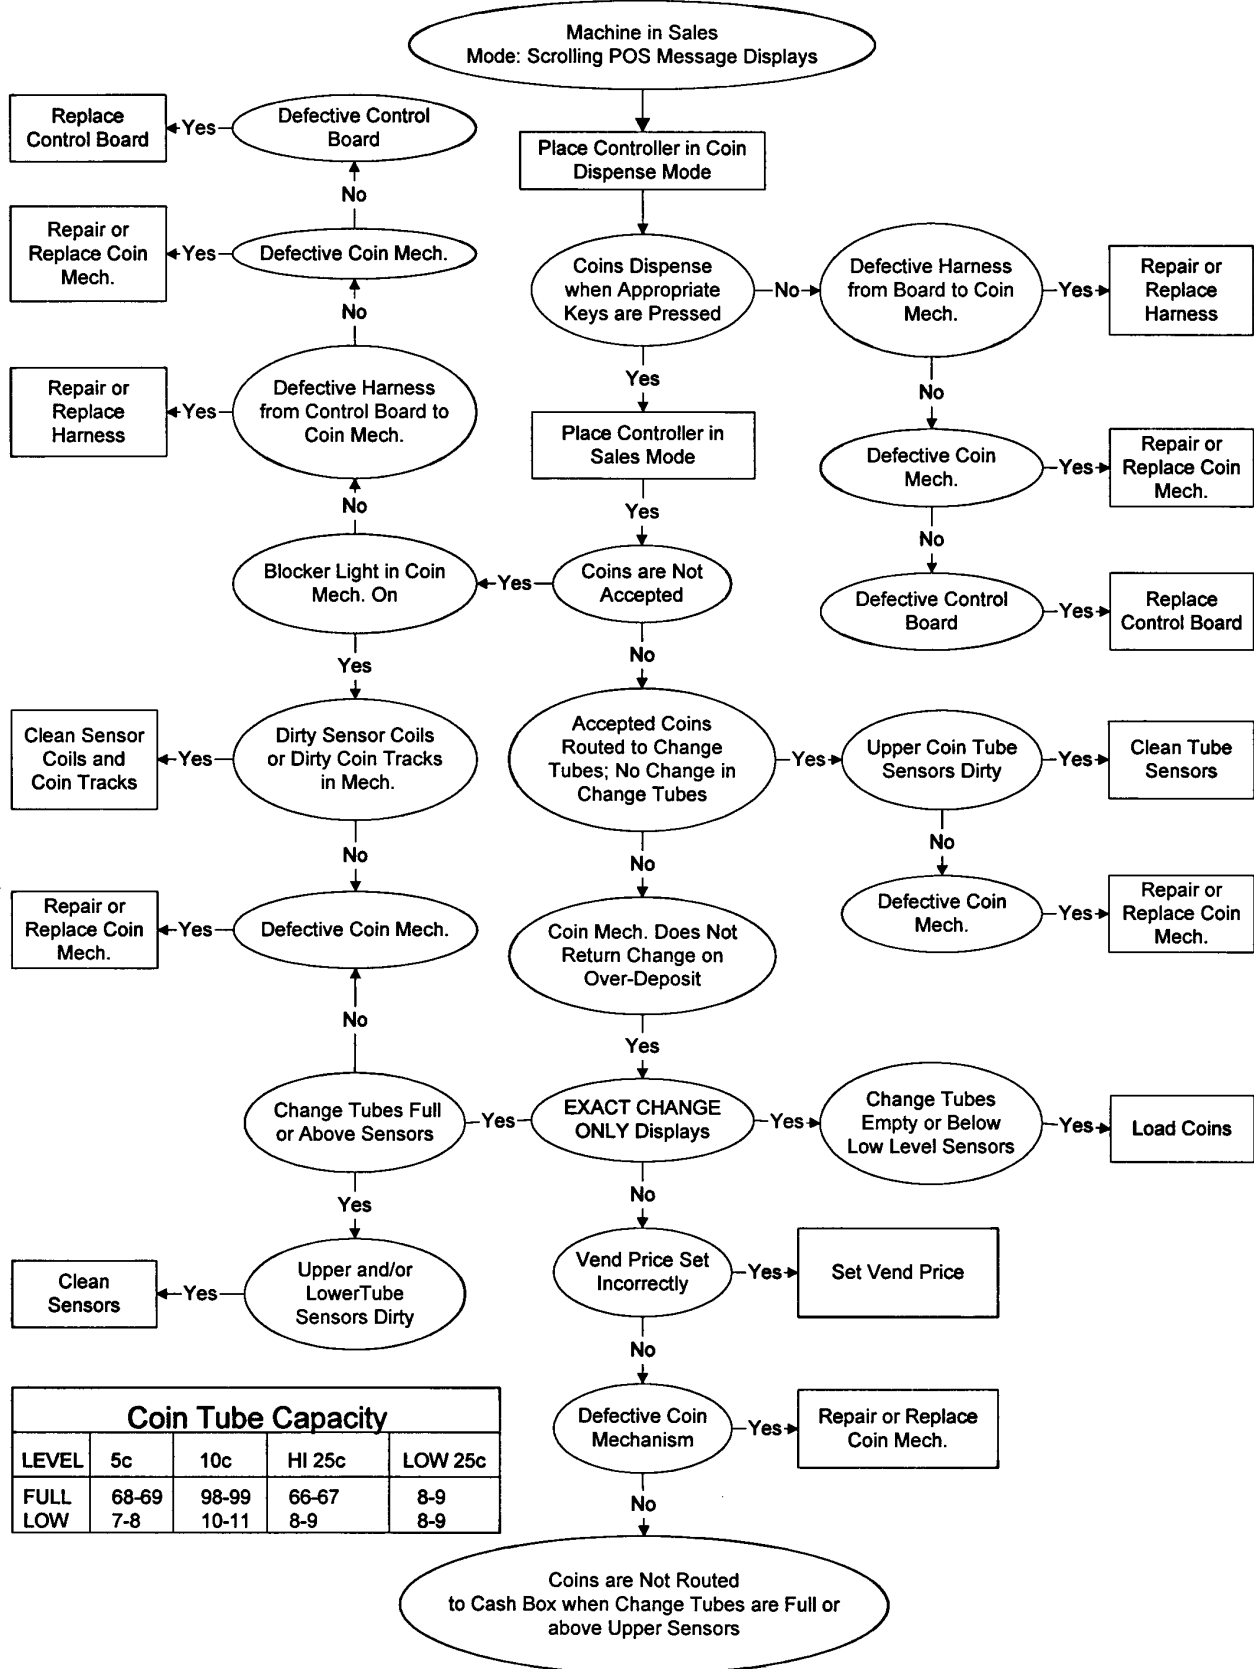 Machine in Sales
Mode: Scrolling POS Message Displays
Replace
Control Board
Yes
Defective Control
Board
Place Controller in Coin
Dispense Mode
No
Repair or
Replace Coin
Mech.
Yes
Defective Coin Mech.
Coins Dispense
when Appropriate
Keys are Pressed
No
Defective Harness
from Board to Coin
Mech.
Yes
Repair or
Replace
Harness
No
Yes
No
Repair or
Replace
Harness
Yes
Defective Harness
from Control Board to
Coin Mech.
Place Controller in
Sales Mode
Defective Coin
Mech.
Yes
Repair or
Replace Coin
Mech.
No
Yes
No
Blocker Light in Coin
Mech. On
Yes
Coins are Not
Accepted
Defective Control
Board
Yes
Replace
Control Board
Yes
No
Clean Sensor
Coils and
Coin Tracks
Yes
Dirty Sensor Coils
or Dirty Coin Tracks
in Mech.
Accepted Coins
Routed to Change
Tubes; No Change in
Change Tubes
Yes
Upper Coin Tube
Sensors Dirty
Yes
Clean Tube
Sensors
No
No
No
Repair or
Replace Coin
Mech.
Yes
Defective Coin Mech.
Coin Mech. Does Not
Return Change on
Over-Deposit
Defective Coin
Mech.
Yes
Repair or
Replace Coin
Mech.
No
Yes
Change Tubes Full
or Above Sensors
Yes
EXACT CHANGE
ONLY Displays
Yes
Change Tubes
Empty or Below
Low Level Sensors
Yes
Load Coins
Yes
No
Clean
Sensors
Yes
Upper and/or
LowerTube
Sensors Dirty
Vend Price Set
Incorrectly
Yes
Set Vend Price
No
Coin Tube Capacity
LEVEL 5c 10c HI 25c LOW 25c
FULL 68-69 98-99 66-67 8-9
LOW 7-8 10-11 8-9 8-9
Defective Coin
Mechanism
Yes
Repair or Replace
Coin Mech.
No
Coins are Not Routed
to Cash Box when Change Tubes are Full or
above Upper Sensors